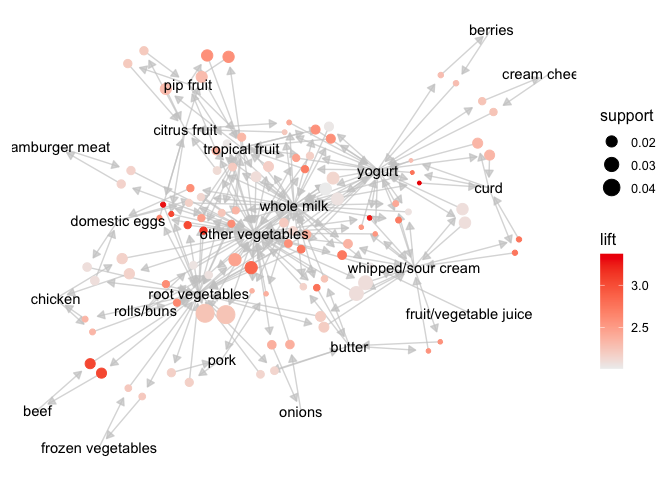 berries
cream chee
pip fruit
citrus fruit
tropical fruit
amburger meat
yogurt
curd
whole milk
domestic eggs
other vegetables
whipped/sour cream
root vegetables
chicken
rolls/buns
fruit/vegetable juice
butter
pork
beef
onions
frozen vegetables
support
0.02
0.03
0.04
lift
3.0
2.5